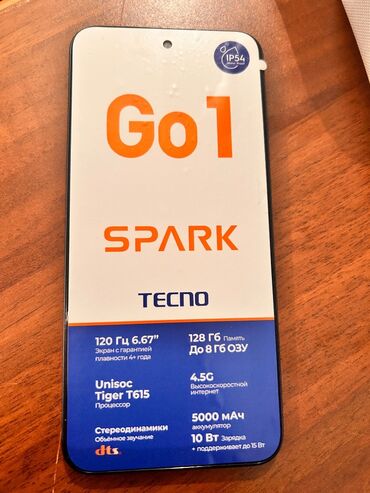 IP54
Go 1
SPARK
TECNO
120 Гц 6.67”
Экран с гарантией
плавности 4+ года
128 Гб Память
До 8 Гб ОЗУ
Unisoc
Tiger T615
Процессор
4.5G
Высокоскоростной
интернет
Стереодинамики
Объёмное звучание
dts
5000 мАч
аккумулятор
10 Вт Зарядка
+ поддерживает до 15 Вт